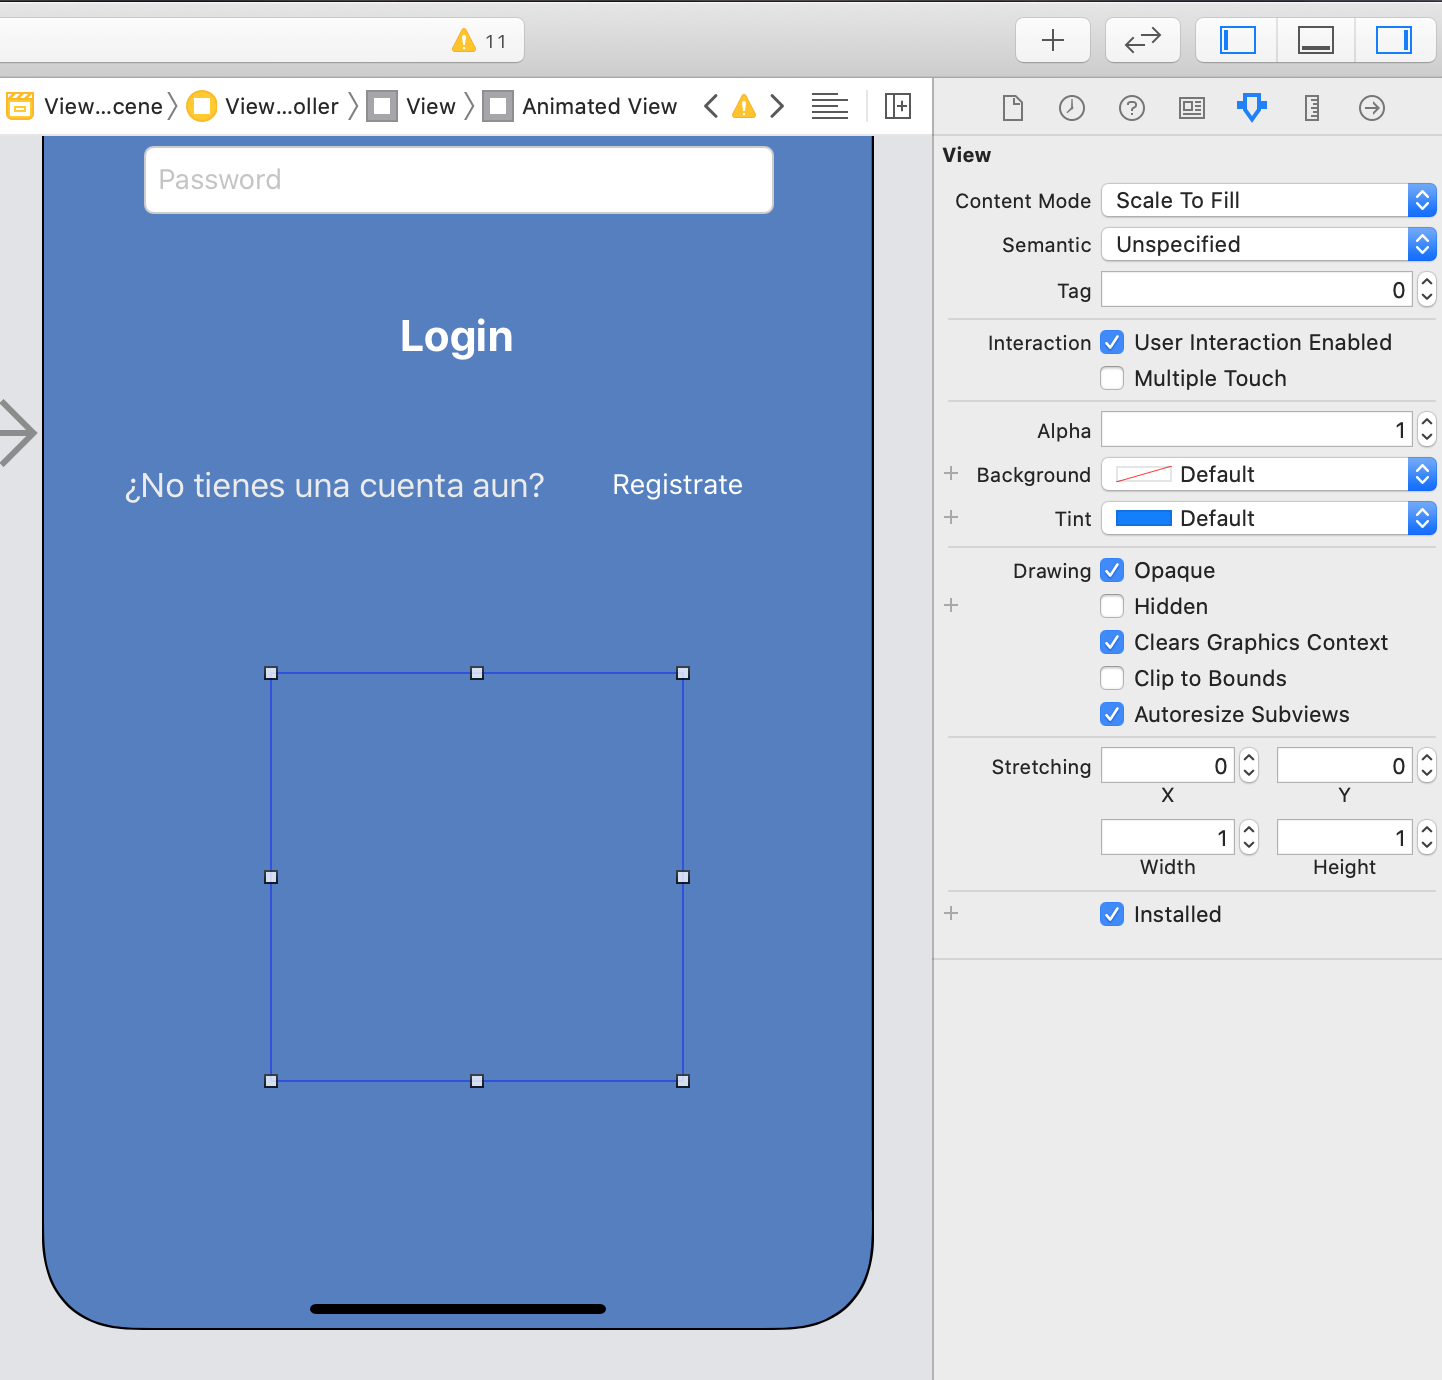 11
View...cene View...oller View Animated View
Password
Login
¿No tienes una cuenta aun? Registrate
View
Content Mode Scale To Fill
Semantic Unspecified
Tag 0
Interaction User Interaction Enabled
Multiple Touch
Alpha 1
Background Default
Tint Default
Drawing Opaque
Hidden
Clears Graphics Context
Clip to Bounds
Autoresize Subviews
Stretching 0 0
X Y
1 1
Width Height
Installed